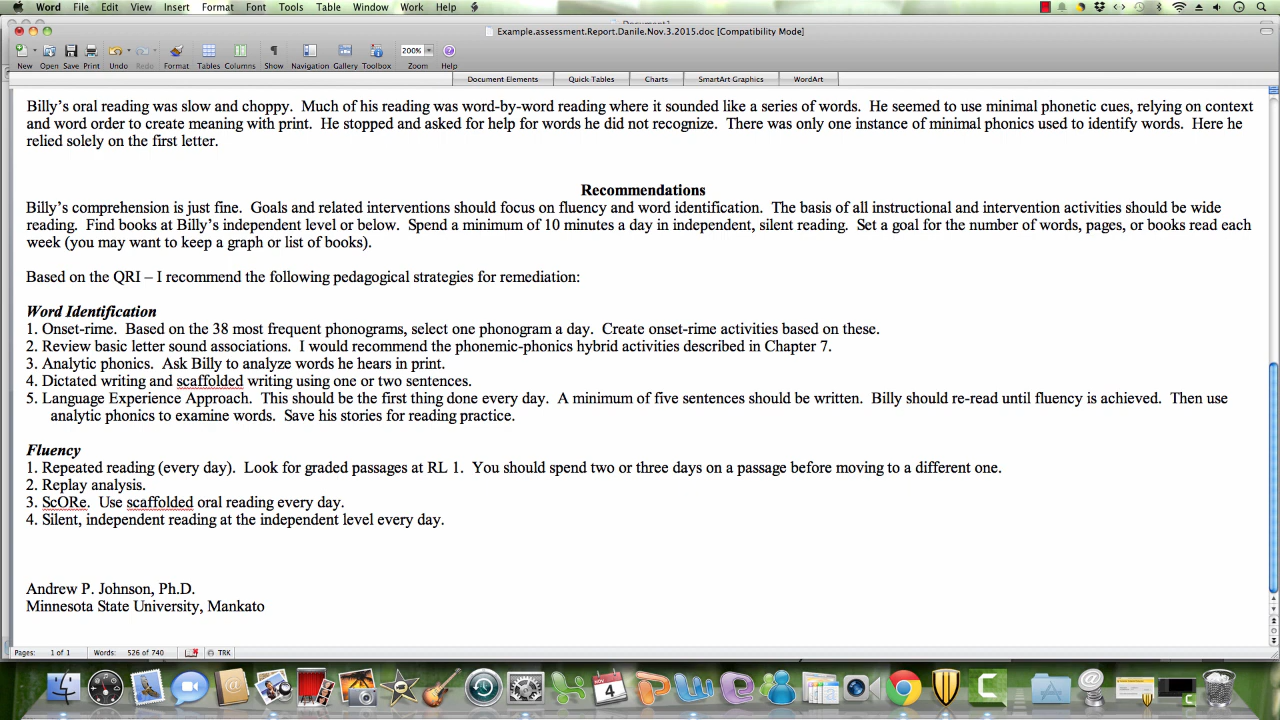 Word File Edit View Insert Format Font Tools Table Window Work Help
Example.assessment.Report.Danile.Nov.3.2015.doc [Compatibility Mode]
200%
New Open Save Print Undo Redo Format Tables Columns Show Navigation Gallery Toolbox Zoom Help
Document Elements Quick Tables Charts SmartArt Graphics WordArt
Billy's oral reading was slow and choppy. Much of his reading was word-by-word reading where it sounded like a series of words. He seemed to use minimal phonetic cues, relying on context
and word order to create meaning with print. He stopped and asked for help for words he did not recognize. There was only one instance of minimal phonics used to identify words. Here he
relied solely on the first letter.
Recommendations
Billy's comprehension is just fine. Goals and related interventions should focus on fluency and word identification. The basis of all instructional and intervention activities should be wide
reading. Find books at Billy's independent level or below. Spend a minimum of 10 minutes a day in independent, silent reading. Set a goal for the number of words, pages, or books read each
week (you may want to keep a graph or list of books).
Based on the QRI – I recommend the following pedagogical strategies for remediation:
Word Identification
1. Onset-rime. Based on the 38 most frequent phonograms, select one phonogram a day. Create onset-rime activities based on these.
2. Review basic letter sound associations. I would recommend the phonemic-phonics hybrid activities described in Chapter 7.
3. Analytic phonics. Ask Billy to analyze words he hears in print.
4. Dictated writing and scaffolded writing using one or two sentences.
5. Language Experience Approach. This should be the first thing done every day. A minimum of five sentences should be written. Billy should re-read until fluency is achieved. Then use
analytic phonics to examine words. Save his stories for reading practice.
Fluency
1. Repeated reading (every day). Look for graded passages at RL 1. You should spend two or three days on a passage before moving to a different one.
2. Replay analysis.
3. ScORe. Use scaffolded oral reading every day.
4. Silent, independent reading at the independent level every day.
Andrew P. Johnson, Ph.D.
Minnesota State University, Mankato
Pages: 1 of 1 Words: 526 of 740 TRK
NOV
4